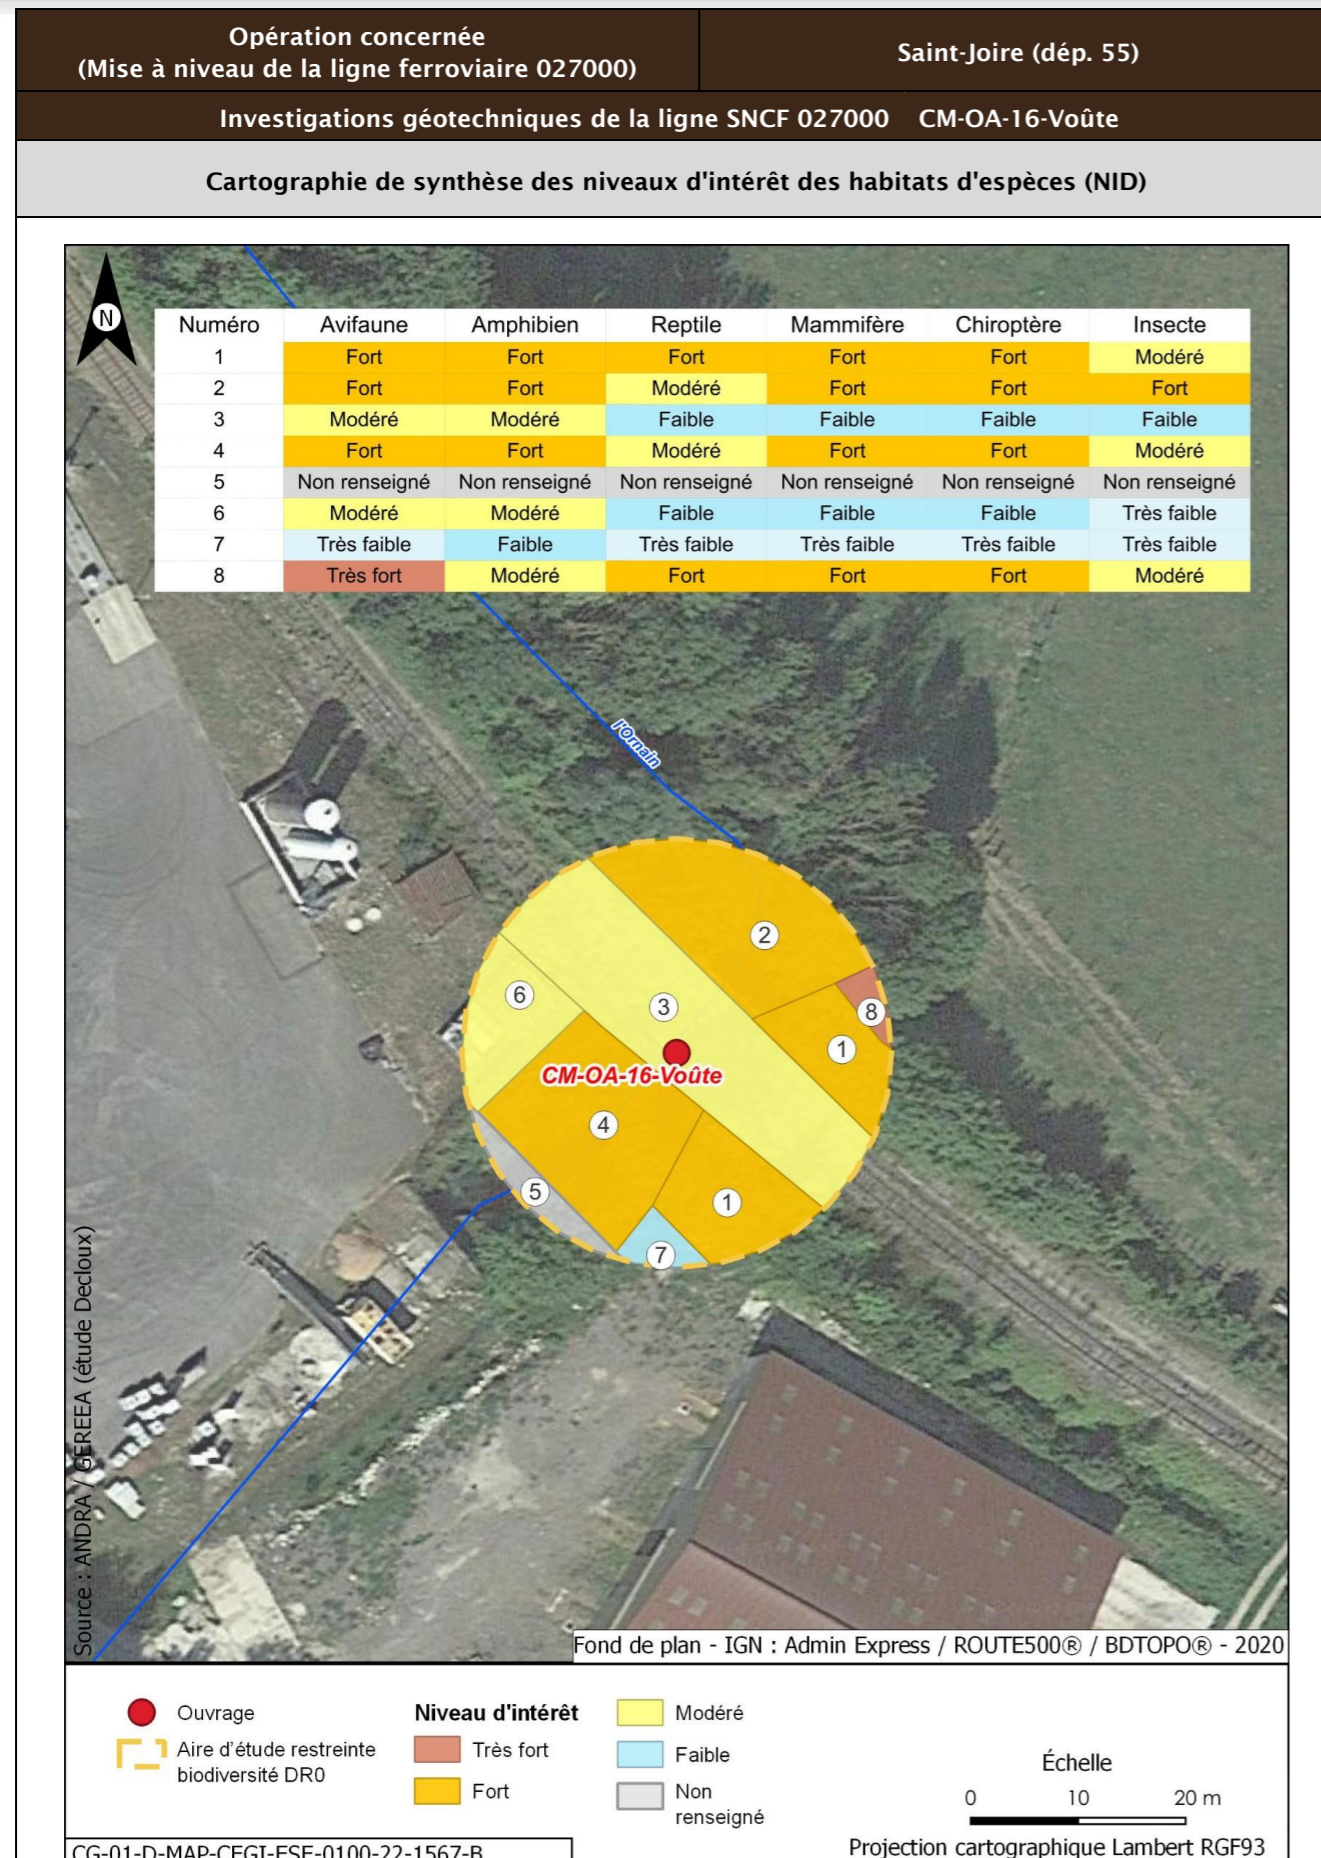 Opération concernée
(Mise à niveau de la ligne ferroviaire 027000)
Saint-Joire (dép. 55)
Investigations géotechniques de la ligne SNCF 027000 CM-OA-16-Voûte
Cartographie de synthèse des niveaux d'intérêt des habitats d'espèces (NID)
N
Numéro Avifaune Amphibien Reptile Mammifère Chiroptère Insecte
1 Fort Fort Fort Fort Fort Modéré
2 Fort Fort Modéré Fort Fort Fort
3 Modéré Modéré Faible Faible Faible Faible
4 Fort Fort Modéré Fort Fort Modéré
5 Non renseigné Non renseigné Non renseigné Non renseigné Non renseigné Non renseigné
6 Modéré Modéré Faible Faible Faible Très faible
7 Très faible Faible Très faible Très faible Très faible Très faible
8 Très fort Modéré Fort Fort Fort Modéré
l'Ornain
2
6
3
8
1
CM-OA-16-Voûte
4
5
1
7
Source : ANDRA / GEREEA (étude Decloux)
Fond de plan - IGN : Admin Express / ROUTE500® / BDTOPO® - 2020
Ouvrage
Aire d'étude restreinte
biodiversité DR0
Niveau d'intérêt
Très fort
Fort
Modéré
Faible
Non
renseigné
Échelle
0 10 20 m
Projection cartographique Lambert RGF93
CG-01-D-MAP-CEGI-ESE-0100-22-1567-B